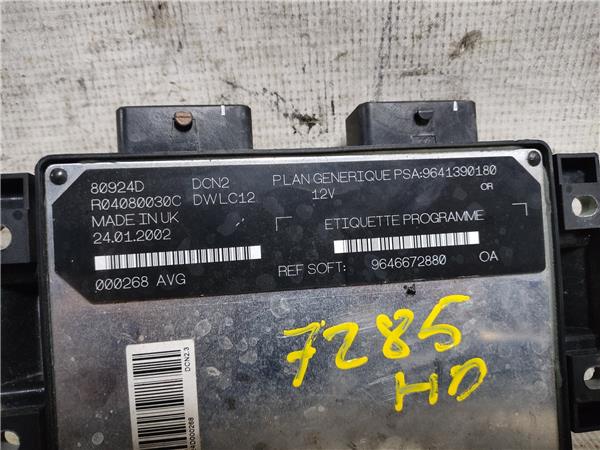 80924D DCN2 PLAN GENERIQUE PSA:9641390180
R04080030C DWLC12 12V OR
MADE IN UK
24.01.2002 ETIQUETTE PROGRAMME
000268 AVG REF SOFT: 9646672880 OA
7285
HD
DCN2.3
4D000268